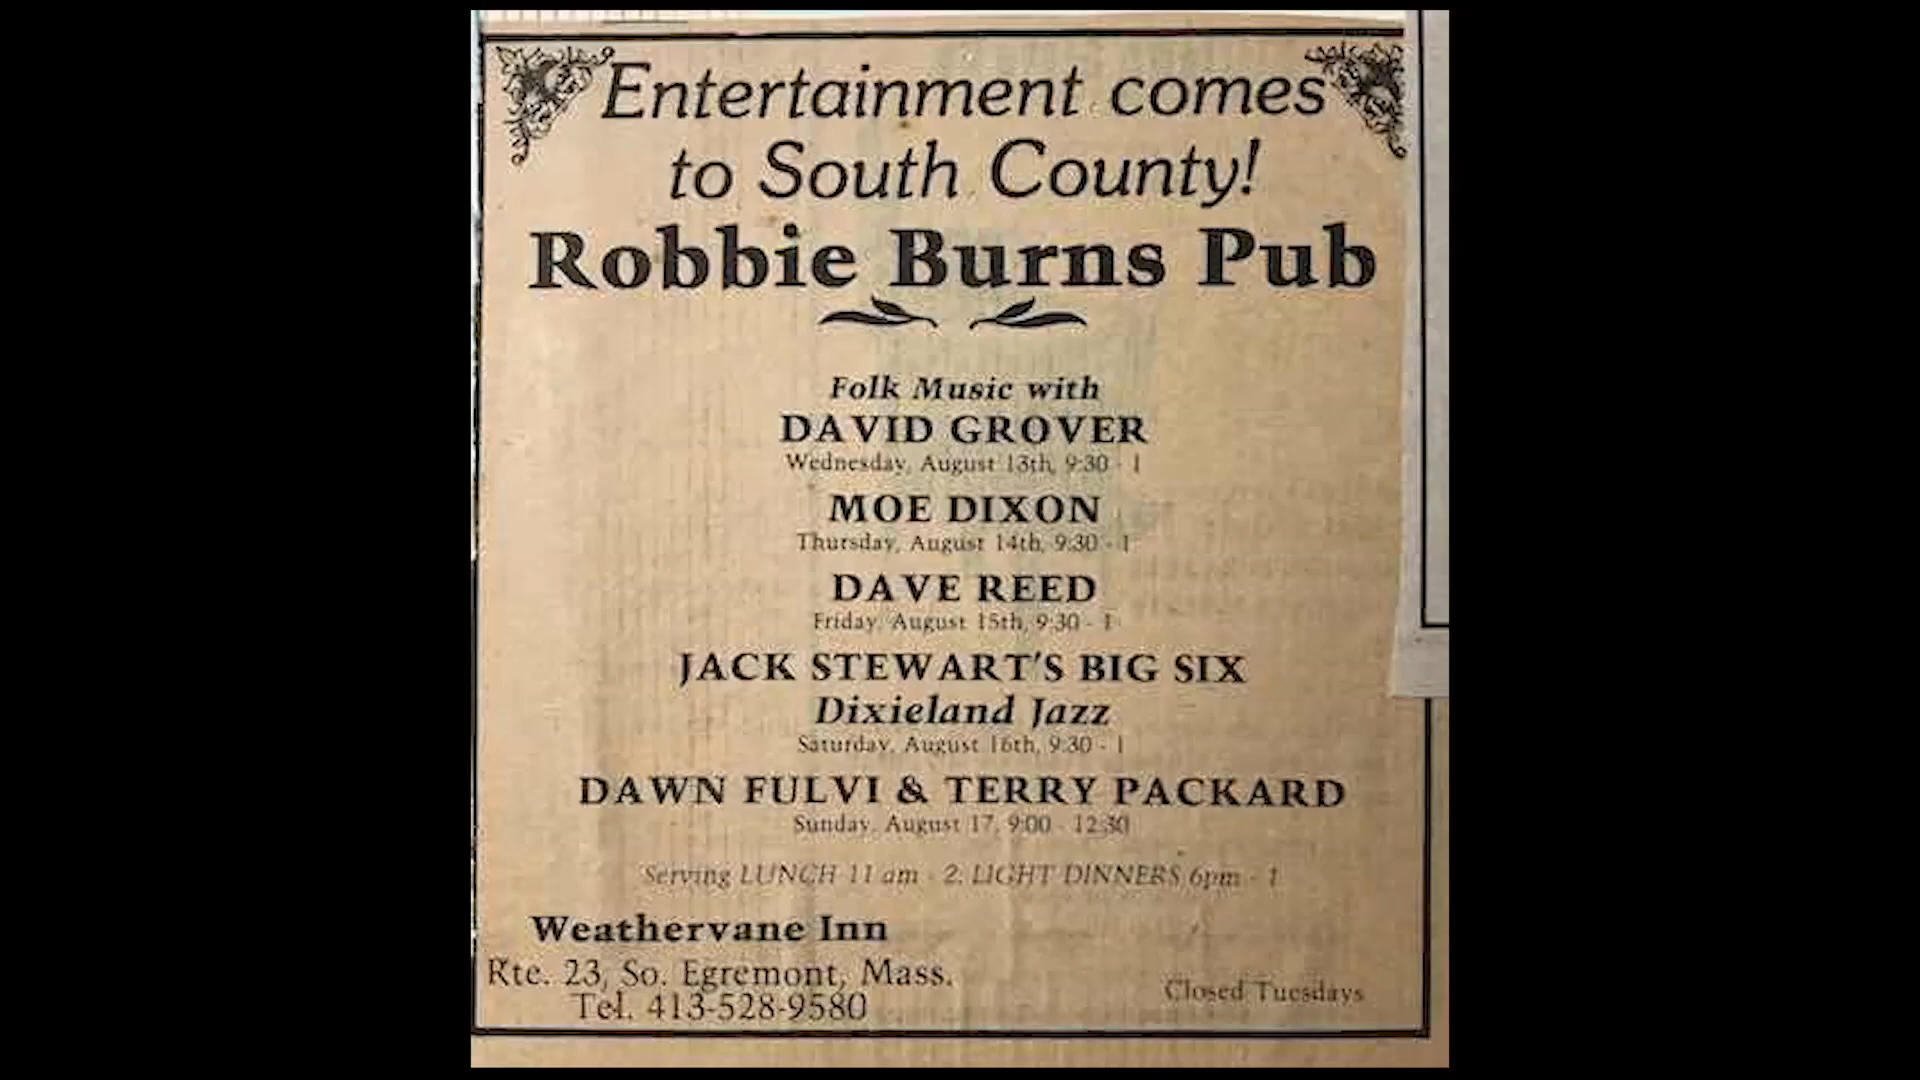 Entertainment comes
to South County!
Robbie Burns Pub
Folk Music with
DAVID GROVER
Wednesday, August 13th, 9:30 - 1
MOE DIXON
Thursday, August 14th, 9:30 - 1
DAVE REED
Friday, August 15th, 9:30 - 1
JACK STEWART'S BIG SIX
Dixieland Jazz
Saturday, August 16th, 9:30 - 1
DAWN FULVI & TERRY PACKARD
Sunday, August 17, 9:00 - 12:30
Serving LUNCH 11 am - 2, LIGHT DINNERS 6pm - 1
Weathervane Inn
Rte. 23, So. Egremont, Mass.
Tel. 413-528-9580
Closed Tuesdays